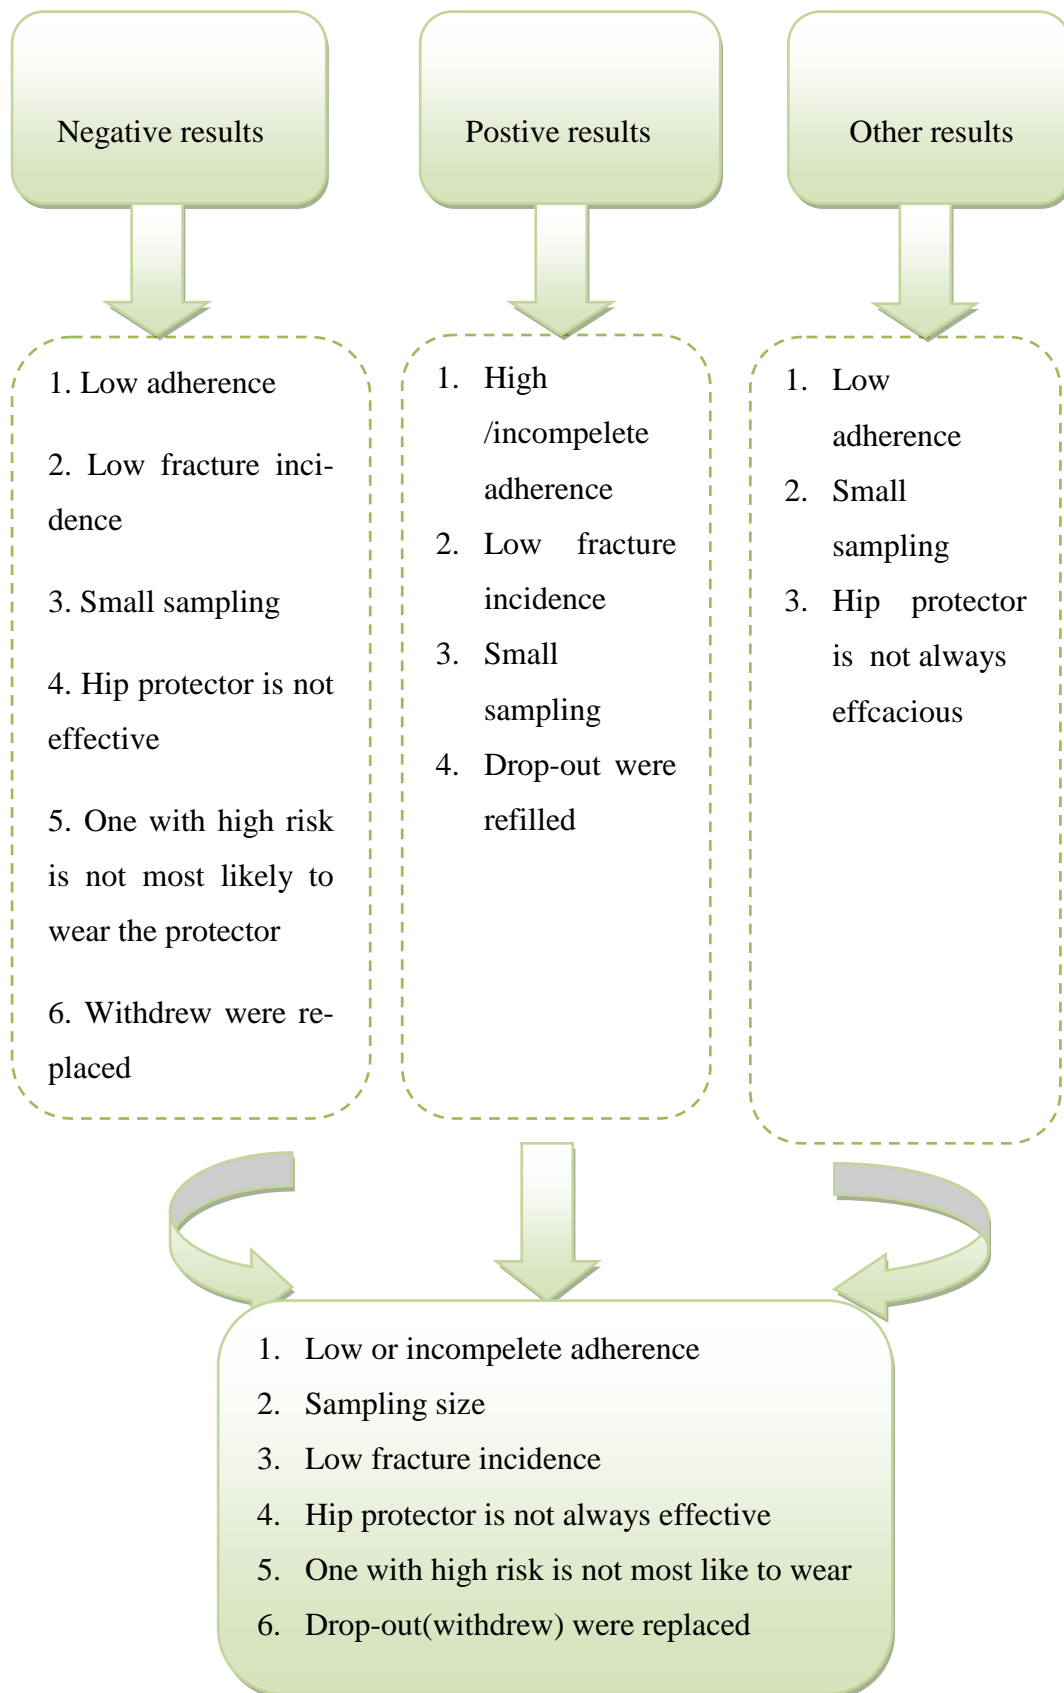 Negative results
Postive results
Other results
1. Low adherence
2. Low fracture inci-
dence
3. Small sampling
4. Hip protector is not
effective
5. One with high risk
is not most likely to
wear the protector
6. Withdrew were re-
placed
1. High
/incompelete
adherence
2. Low fracture
incidence
3. Small
sampling
4. Drop-out were
refilled
1. Low
adherence
2. Small
sampling
3. Hip protector
is not always
effcacious
1. Low or incompelete adherence
2. Sampling size
3. Low fracture incidence
4. Hip protector is not always effective
5. One with high risk is not most like to wear
6. Drop-out(withdrew) were replaced